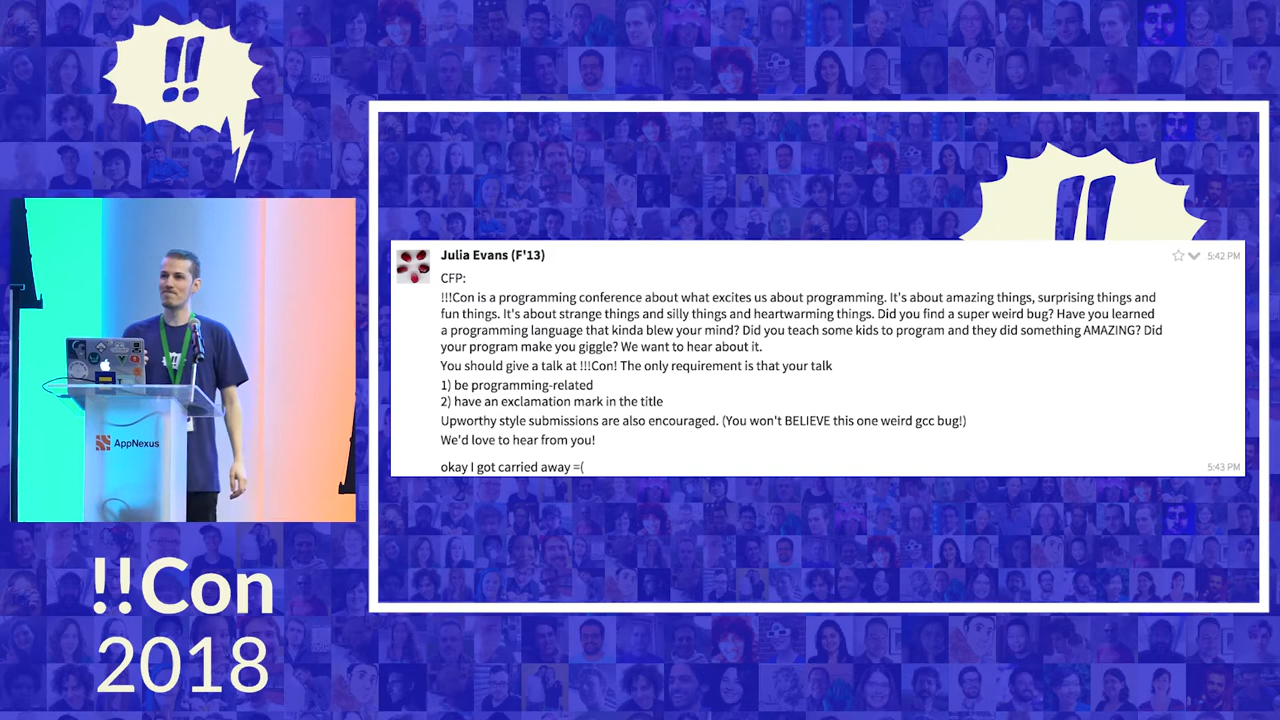 !!
!!
Julia Evans (F'13)
5:42 PM
CFP:
!!!Con is a programming conference about what excites us about programming. It's about amazing things, surprising things and
fun things. It's about strange things and silly things and heartwarming things. Did you find a super weird bug? Have you learned
a programming language that kinda blew your mind? Did you teach some kids to program and they did something AMAZING? Did
your program make you giggle? We want to hear about it.
You should give a talk at !!!Con! The only requirement is that your talk
1) be programming-related
2) have an exclamation mark in the title
Upworthy style submissions are also encouraged. (You won't BELIEVE this one weird gcc bug!)
We'd love to hear from you!
okay I got carried away =(
5:43 PM
!!
AppNexus
!!Con
2018